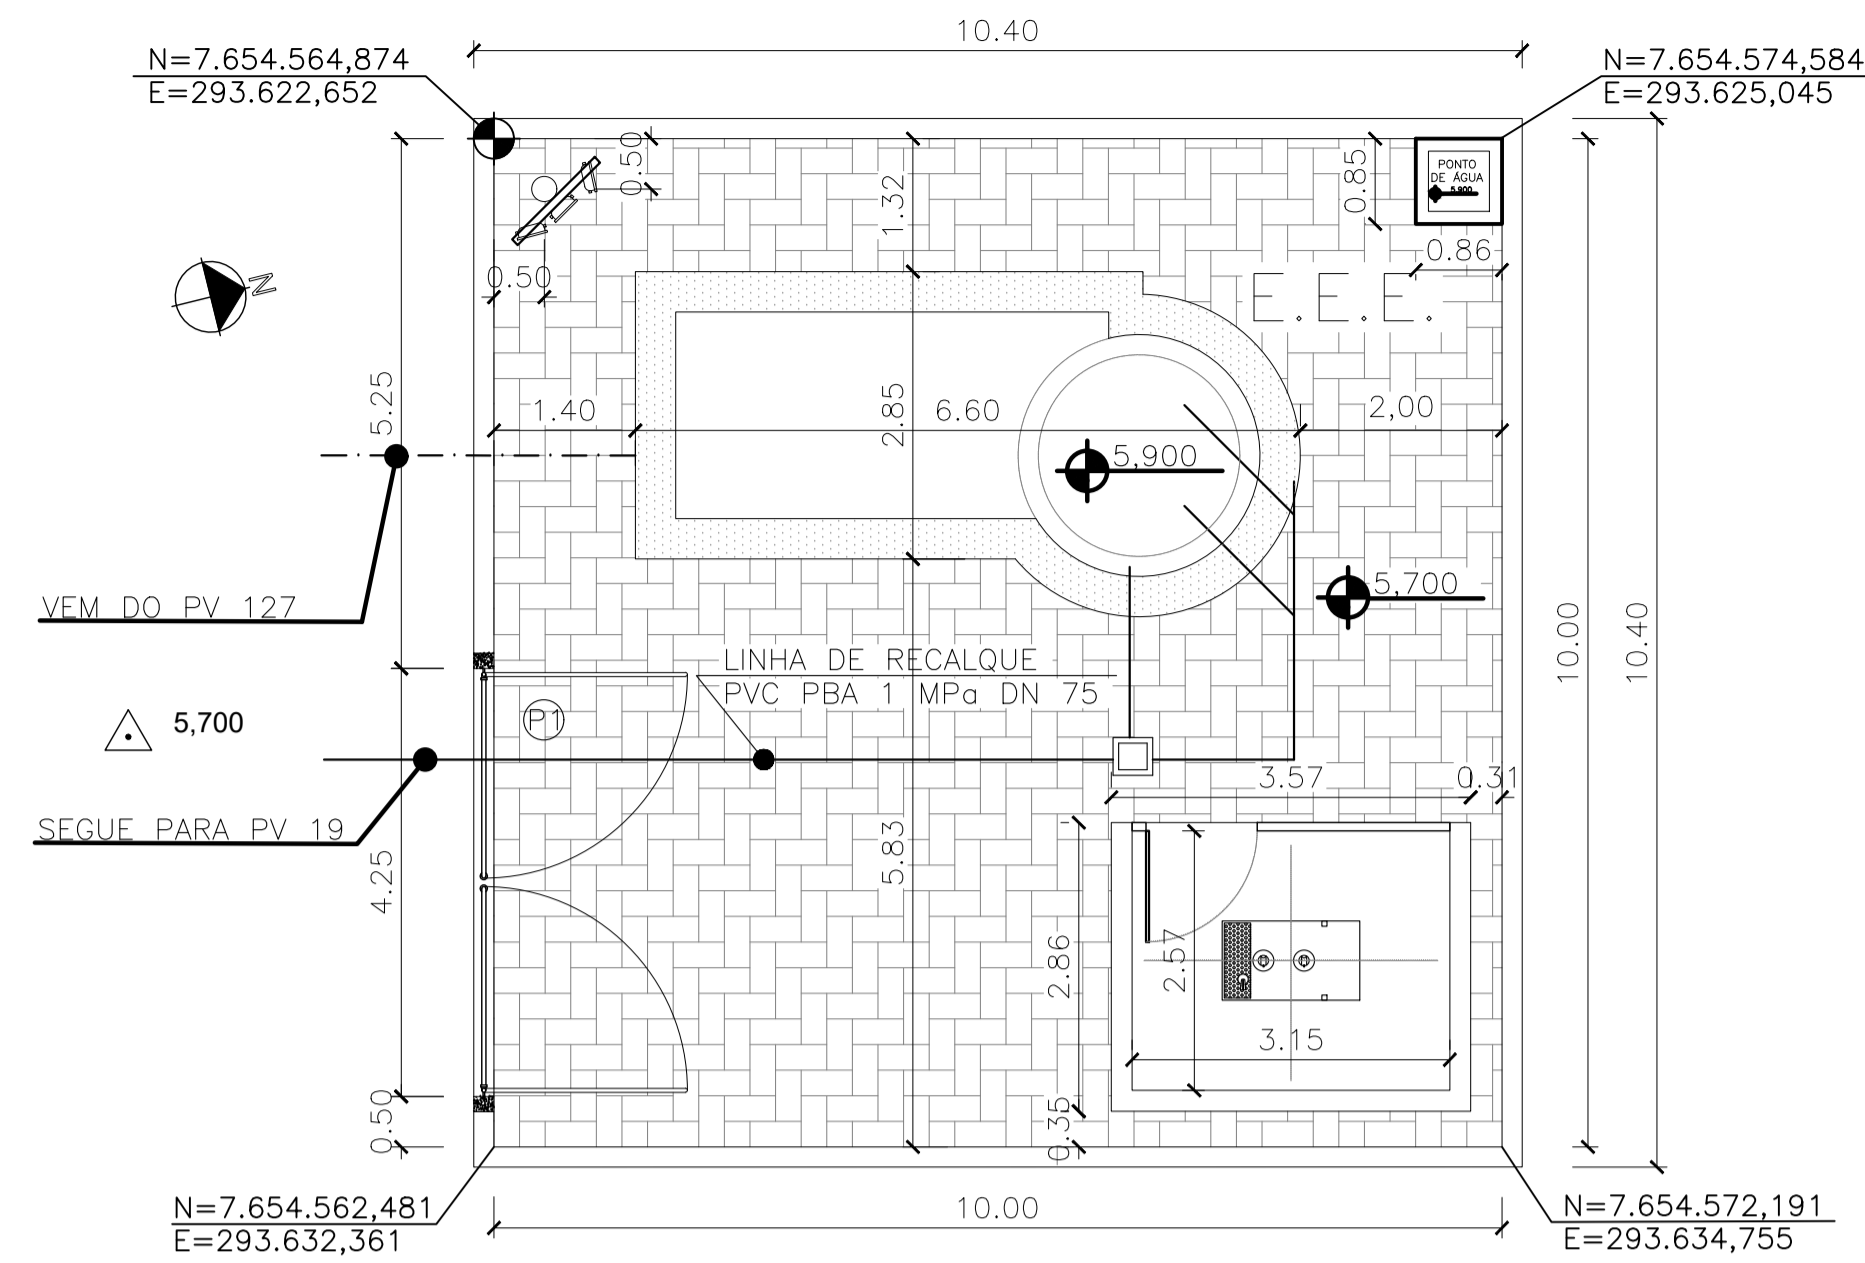 10.40
N=7.654.564,874
E=293.622,652
N=7.654.574,584
E=293.625,045
0.50
1.32
0.85
PONTO
DE ÁGUA
5.900
0.86
N
0.50
E.E.E.
5.25
1.40
2.85
6.60
2,00
5,900
5,700
VEM DO PV 127
10.00
10.40
LINHA DE RECALQUE
PVC PBA 1 MPa DN 75
P1
5,700
3.57
0.31
SEGUE PARA PV 19
4.25
5.83
2.86
2.57
3.15
0.50
0.35
N=7.654.562,481
E=293.632,361
10.00
N=7.654.572,191
E=293.634,755